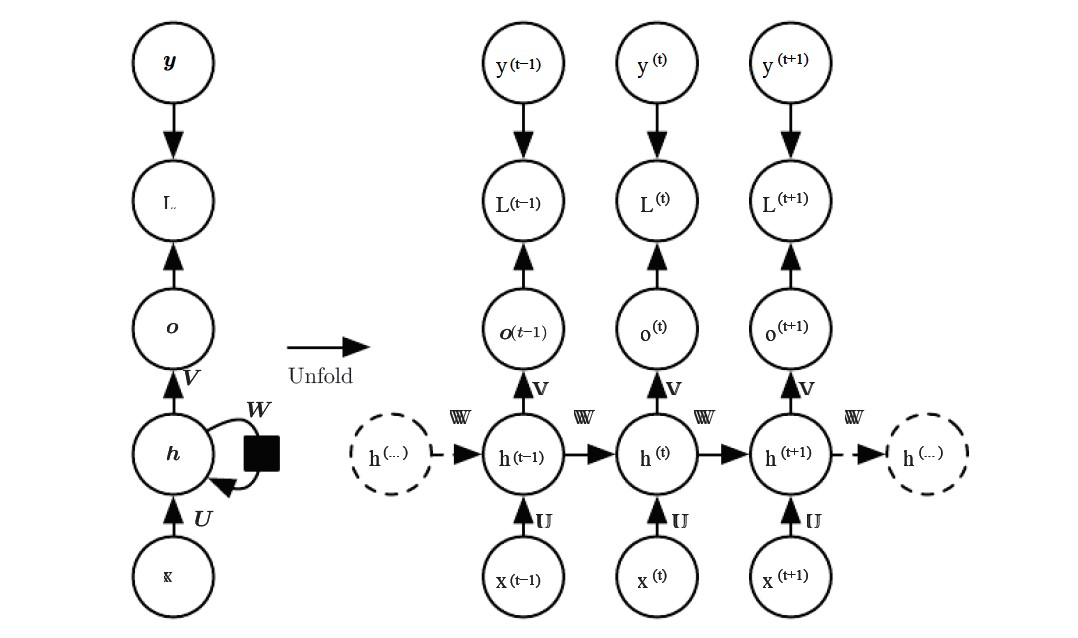 y y(t−1) y(t) y(t+1)
L L(t−1) L(t) L(t+1)
o o(t−1) o(t) o(t+1)
Unfold
V V V V
W W W W W
h h(...) h(t−1) h(t) h(t+1) h(...)
U U U U
x x(t−1) x(t) x(t+1)